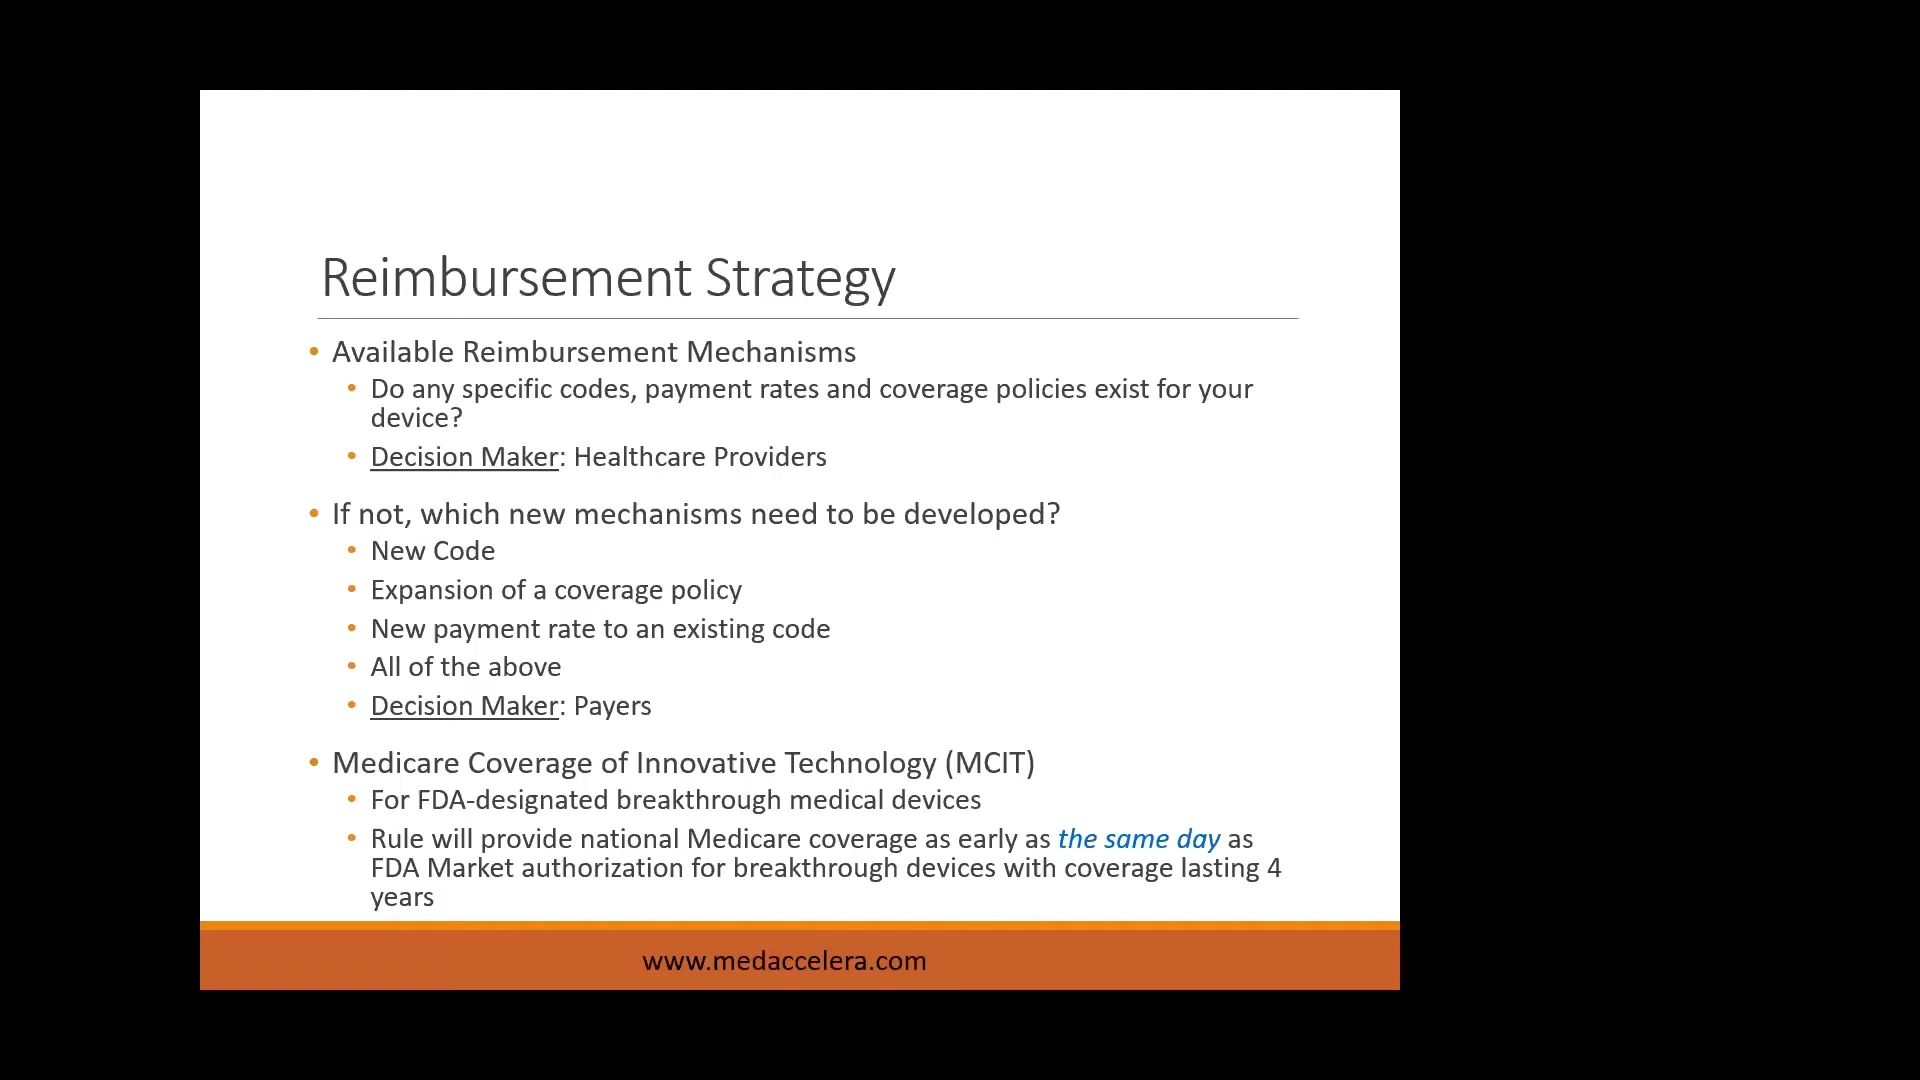 Reimbursement Strategy
• Available Reimbursement Mechanisms
• Do any specific codes, payment rates and coverage policies exist for your
device?
• Decision Maker: Healthcare Providers
• If not, which new mechanisms need to be developed?
• New Code
• Expansion of a coverage policy
• New payment rate to an existing code
• All of the above
• Decision Maker: Payers
• Medicare Coverage of Innovative Technology (MCIT)
• For FDA-designated breakthrough medical devices
• Rule will provide national Medicare coverage as early as the same day as
FDA Market authorization for breakthrough devices with coverage lasting 4
years
www.medaccelera.com